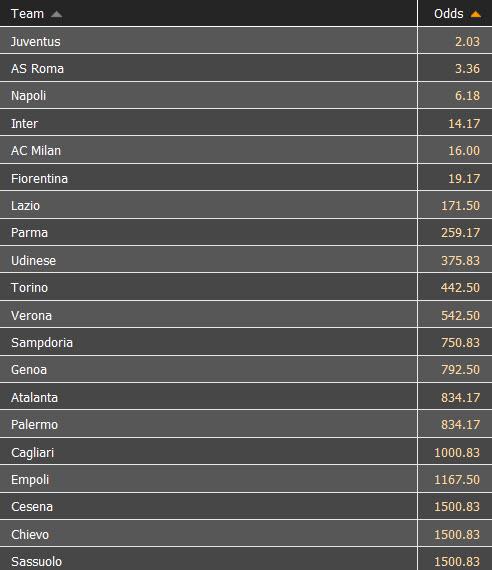 Team Odds
Juventus 2.03
AS Roma 3.36
Napoli 6.18
Inter 14.17
AC Milan 16.00
Fiorentina 19.17
Lazio 171.50
Parma 259.17
Udinese 375.83
Torino 442.50
Verona 542.50
Sampdoria 750.83
Genoa 792.50
Atalanta 834.17
Palermo 834.17
Cagliari 1000.83
Empoli 1167.50
Cesena 1500.83
Chievo 1500.83
Sassuolo 1500.83